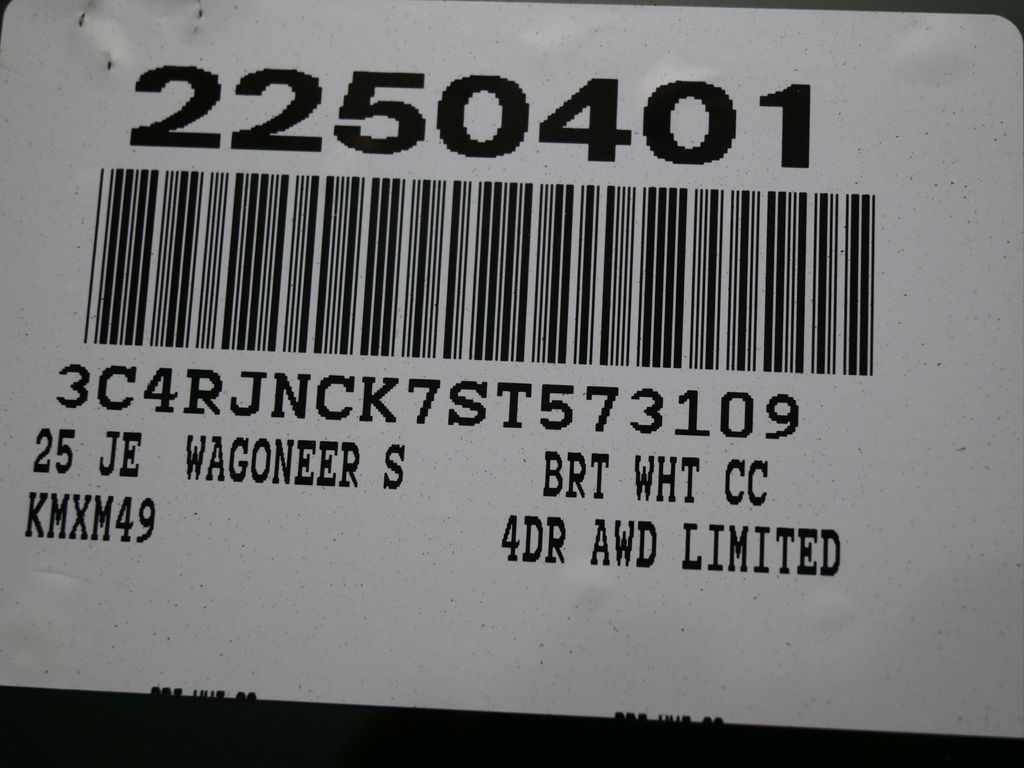 2250401
3C4RJNCK7ST573109
25 JE WAGONEER S BRT WHT CC
KMXM49 4DR AWD LIMITED